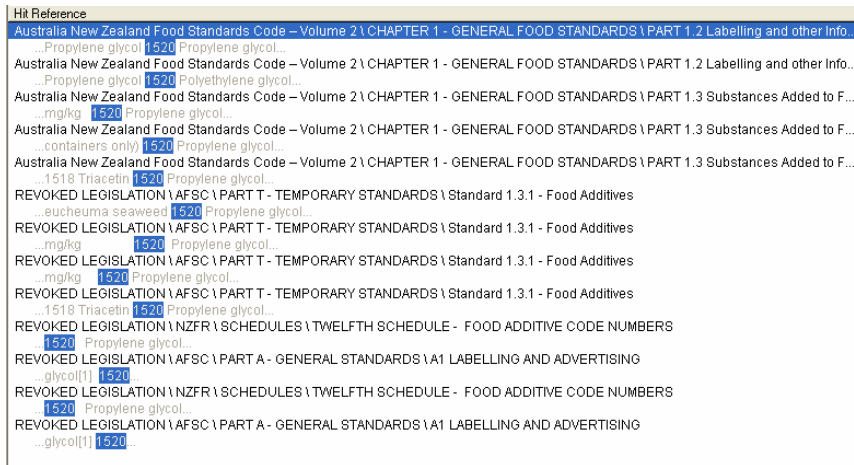 Hit Reference
Australia New Zealand Food Standards Code – Volume 2 \ CHAPTER 1 - GENERAL FOOD STANDARDS \ PART 1.2 Labelling and other Info...
...Propylene glycol 1520 Propylene glycol...
Australia New Zealand Food Standards Code – Volume 2 \ CHAPTER 1 - GENERAL FOOD STANDARDS \ PART 1.2 Labelling and other Info...
...Propylene glycol 1520 Polyethylene glycol...
Australia New Zealand Food Standards Code – Volume 2 \ CHAPTER 1 - GENERAL FOOD STANDARDS \ PART 1.3 Substances Added to F...
...mg/kg 1520 Propylene glycol...
Australia New Zealand Food Standards Code – Volume 2 \ CHAPTER 1 - GENERAL FOOD STANDARDS \ PART 1.3 Substances Added to F...
...containers only) 1520 Propylene glycol...
Australia New Zealand Food Standards Code – Volume 2 \ CHAPTER 1 - GENERAL FOOD STANDARDS \ PART 1.3 Substances Added to F...
...1518 Triacetin 1520 Propylene glycol...
REVOKED LEGISLATION \ AFSC \ PART T - TEMPORARY STANDARDS \ Standard 1.3.1 - Food Additives
...eucheuma seaweed 1520 Propylene glycol...
REVOKED LEGISLATION \ AFSC \ PART T - TEMPORARY STANDARDS \ Standard 1.3.1 - Food Additives
...mg/kg 1520 Propylene glycol...
REVOKED LEGISLATION \ AFSC \ PART T - TEMPORARY STANDARDS \ Standard 1.3.1 - Food Additives
...mg/kg 1520 Propylene glycol...
REVOKED LEGISLATION \ AFSC \ PART T - TEMPORARY STANDARDS \ Standard 1.3.1 - Food Additives
...1518 Triacetin 1520 Propylene glycol...
REVOKED LEGISLATION \ NZFR \ SCHEDULES \ TWELFTH SCHEDULE - FOOD ADDITIVE CODE NUMBERS
...1520 Propylene glycol...
REVOKED LEGISLATION \ AFSC \ PART A - GENERAL STANDARDS \ A1 LABELLING AND ADVERTISING
...glycol[1] 1520...
REVOKED LEGISLATION \ NZFR \ SCHEDULES \ TWELFTH SCHEDULE - FOOD ADDITIVE CODE NUMBERS
...1520 Propylene glycol...
REVOKED LEGISLATION \ AFSC \ PART A - GENERAL STANDARDS \ A1 LABELLING AND ADVERTISING
...glycol[1] 1520...